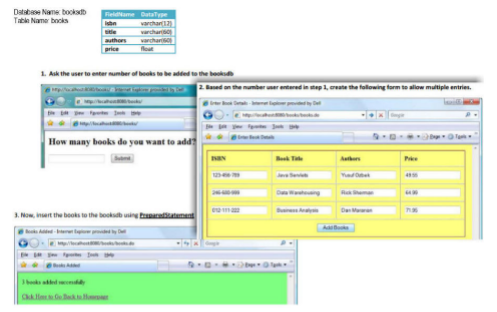 Database Name: booksdb
Table Name: books
FieldName DataType
isbn varchar(12)
title varchar(60)
authors varchar(60)
price float
1. Ask the user to enter number of books to be added to the booksdb
http://localhost:8080/books/ - Internet Explorer provided by Dell
http://localhost:8080/books/
File Edit View Favorites Tools Help
http://localhost:8080/books/
How many books do you want to add?
Submit
2. Based on the number user entered in step 1, create the following form to allow multiple entries.
Enter Book Details - Internet Explorer provided by Dell
http://localhost:8080/books/books.do
Google
File Edit View Favorites Tools Help
Enter Book Details
Page Tools
ISBN Book Title Authors Price
123-456-789 Java Servlets Yusuf Ozbek 49.95
Data Warehousing Rick Sherman 64.95
Business Analysis Dan 71.95
Add Books
3. Now, insert the books to the booksdb using PreparedStatement
Books Added - Internet Explorer provided by Dell
http://localhost:8080/books/books.do
Google
File Edit View Favorites Tools Help
Books Added
Page Tools
3 books added successfully
Click Here to Go Back to Homepage